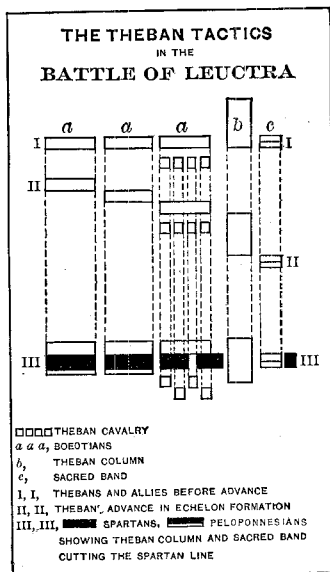 THE THEBAN TACTICS
IN THE
BATTLE OF LEUCTRA
a a a b c
I I
II
II
III III
THEBAN CAVALRY
a a a, BOEOTIANS
b, THEBAN COLUMN
c, SACRED BAND
I, I, THEBANS AND ALLIES BEFORE ADVANCE
II, II, THEBAN' ADVANCE IN ECHELON FORMATION
III, III, SPARTANS, PELOPONNESIANS
SHOWING THEBAN COLUMN AND SACRED BAND
CUTTING THE SPARTAN LINE